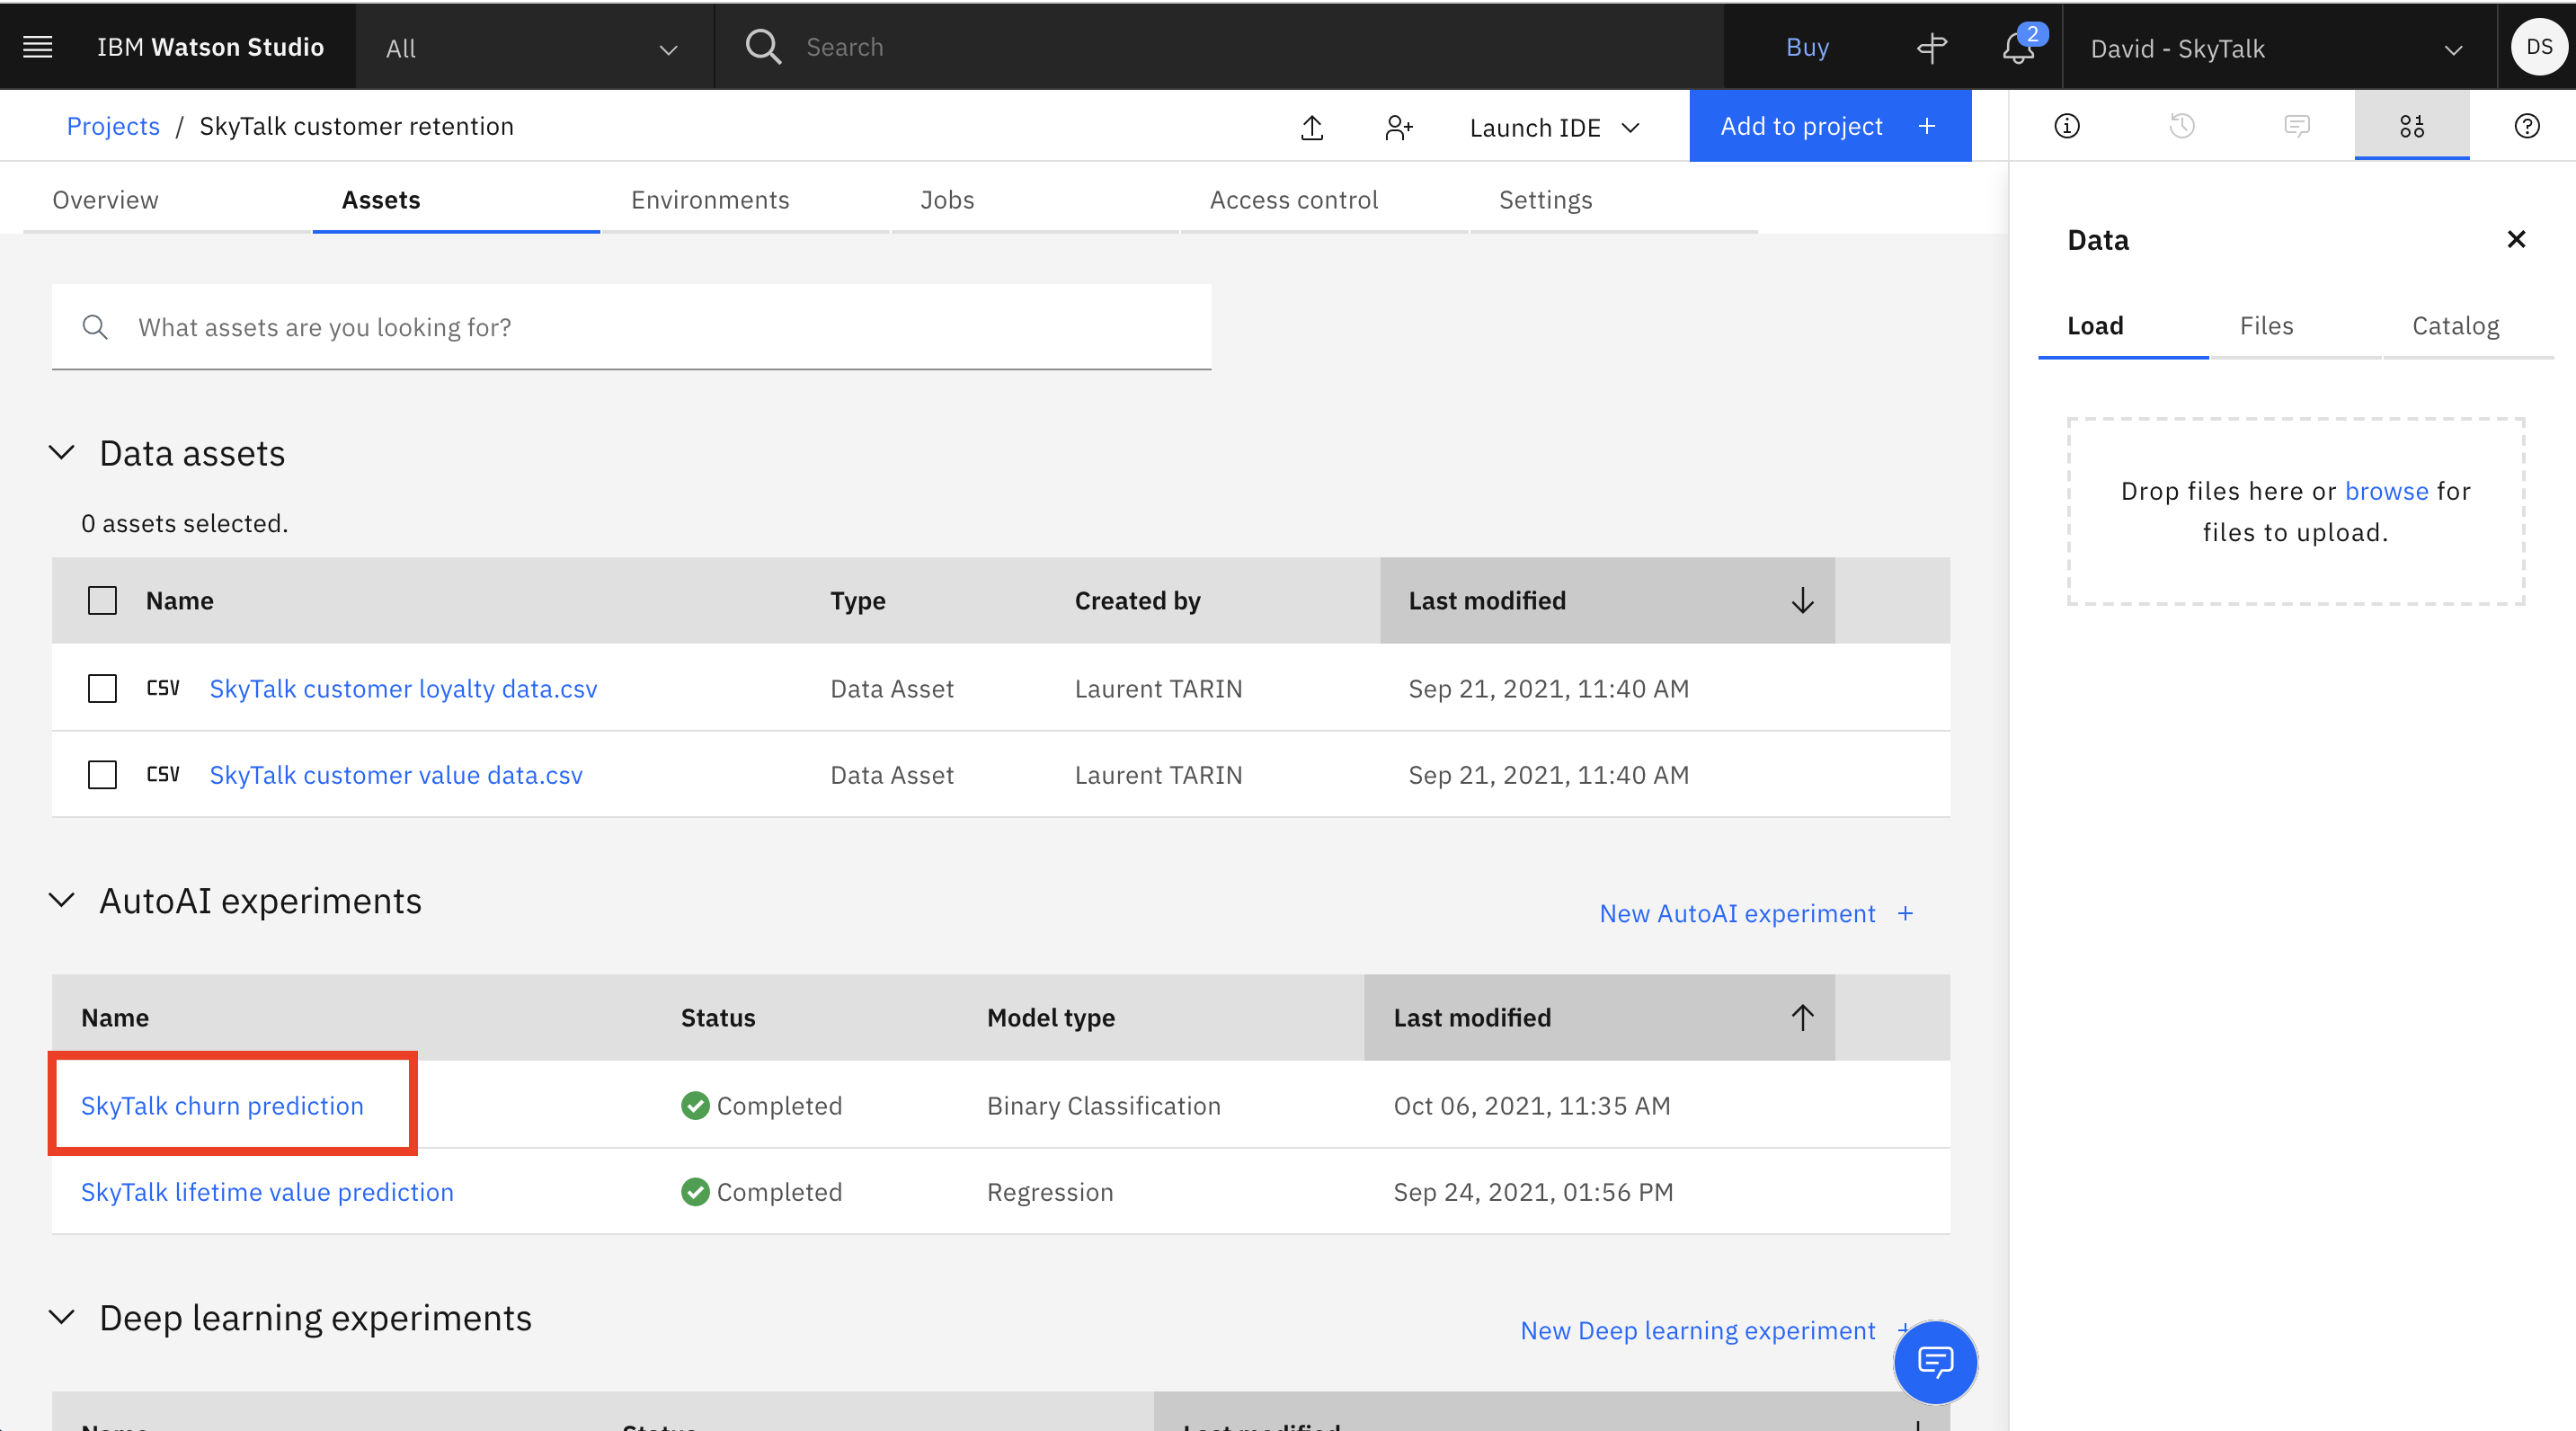 IBM Watson Studio
All
Search
Buy
2
David - SkyTalk
DS
Projects / SkyTalk customer retention
Launch IDE
Add to project +
Overview
Assets
Environments
Jobs
Access control
Settings
What assets are you looking for?
Data assets
0 assets selected.
Name Type Created by Last modified
CSV SkyTalk customer loyalty data.csv Data Asset Laurent TARIN Sep 21, 2021, 11:40 AM
CSV SkyTalk customer value data.csv Data Asset Laurent TARIN Sep 21, 2021, 11:40 AM
AutoAI experiments
New AutoAI experiment +
Name Status Model type Last modified
SkyTalk churn prediction Completed Binary Classification Oct 06, 2021, 11:35 AM
SkyTalk lifetime value prediction Completed Regression Sep 24, 2021, 01:56 PM
Deep learning experiments
New Deep learning experiment +
Name Status Last modified
Data
Load Files Catalog
Drop files here or browse for
files to upload.